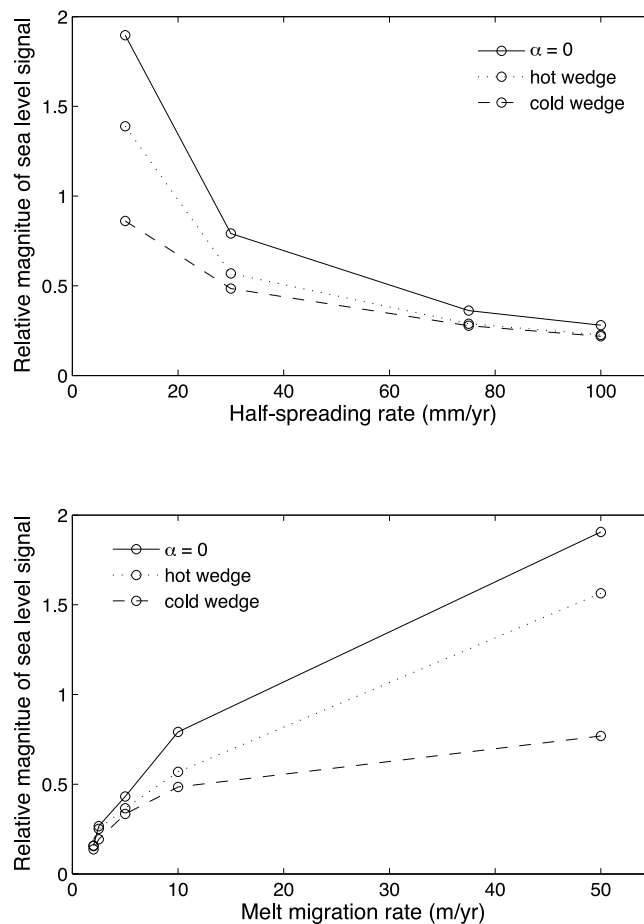 2
1.5
1
0.5
0
0 20 40 60 80 100
Relative magnitue of sea level signal
Half-spreading rate (mm/yr)
α = 0
hot wedge
cold wedge
2
1.5
1
0.5
0
0 10 20 30 40 50
Relative magnitue of sea level signal
Melt migration rate (m/yr)
α = 0
hot wedge
cold wedge